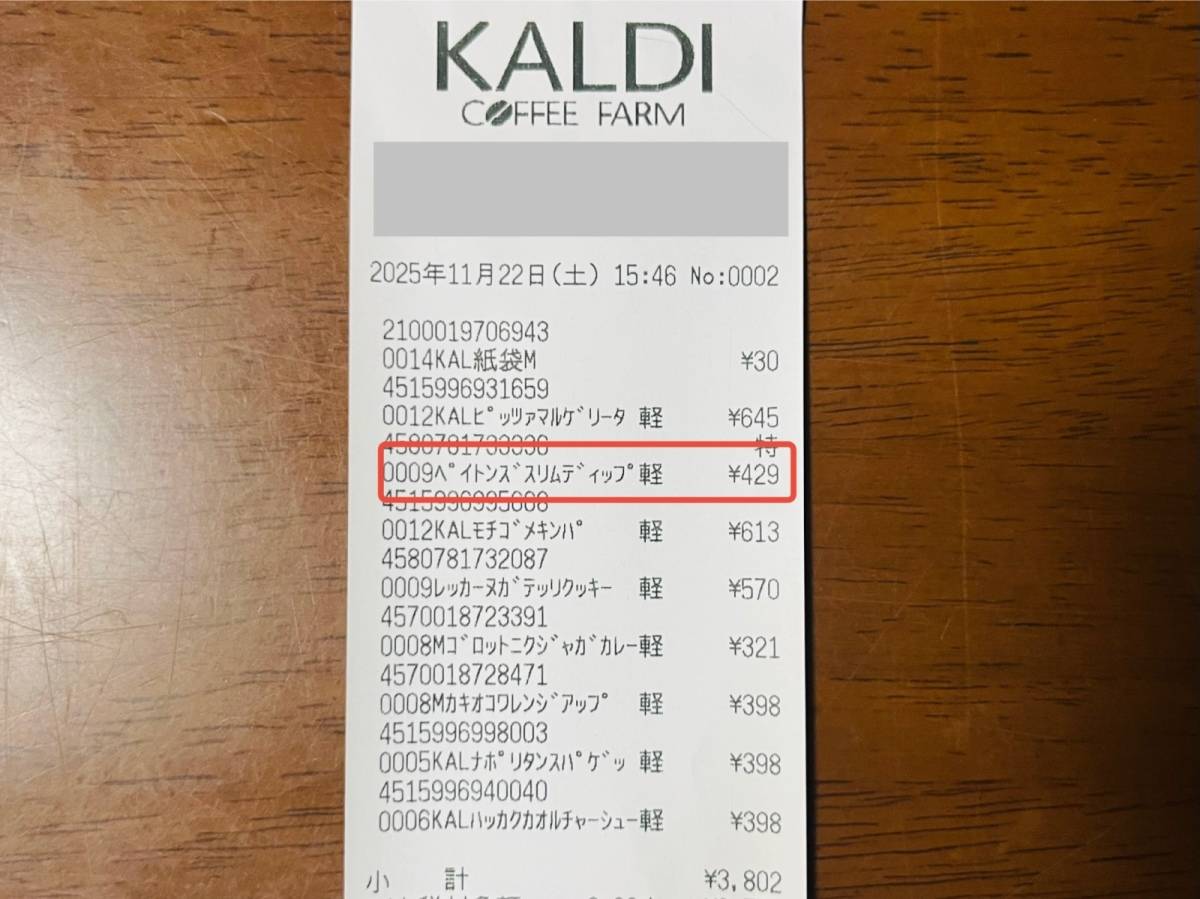 KALDI
COFFEE FARM
2025年11月22日(土) 15:46 No:0002
2100019706943
0014KAL紙袋M ¥30
4515996931659
0012KALﾋﾟｯﾂｧﾏﾙｹﾞﾘｰﾀ 軽 ¥645
4580781733330 特
0009ﾍﾟｲﾄﾝｽﾞｽﾘﾑﾃﾞｨｯﾌﾟ軽 ¥429
0012KALﾓﾁｺﾞﾒｷﾝﾊﾟ 軽 ¥613
4580781732087
0009ﾚｯｶｰﾇｶﾞﾃｯﾘｸｯｷｰ 軽 ¥570
4570018723391
0008Mｺﾞﾛｯﾄﾆｸｼﾞｬｶﾞｶﾚｰ軽 ¥321
4570018728471
0008Mｶｷｵｺﾜﾚﾝｼﾞｱｯﾌﾟ 軽 ¥398
4515996998003
0005KALﾅﾎﾟﾘﾀﾝｽﾊﾟｹﾞｯ 軽 ¥398
4515996940040
0006KALﾊｯｶｸｶｵﾙﾁｬｰｼｭｰ軽 ¥398
小 計 ¥3,802